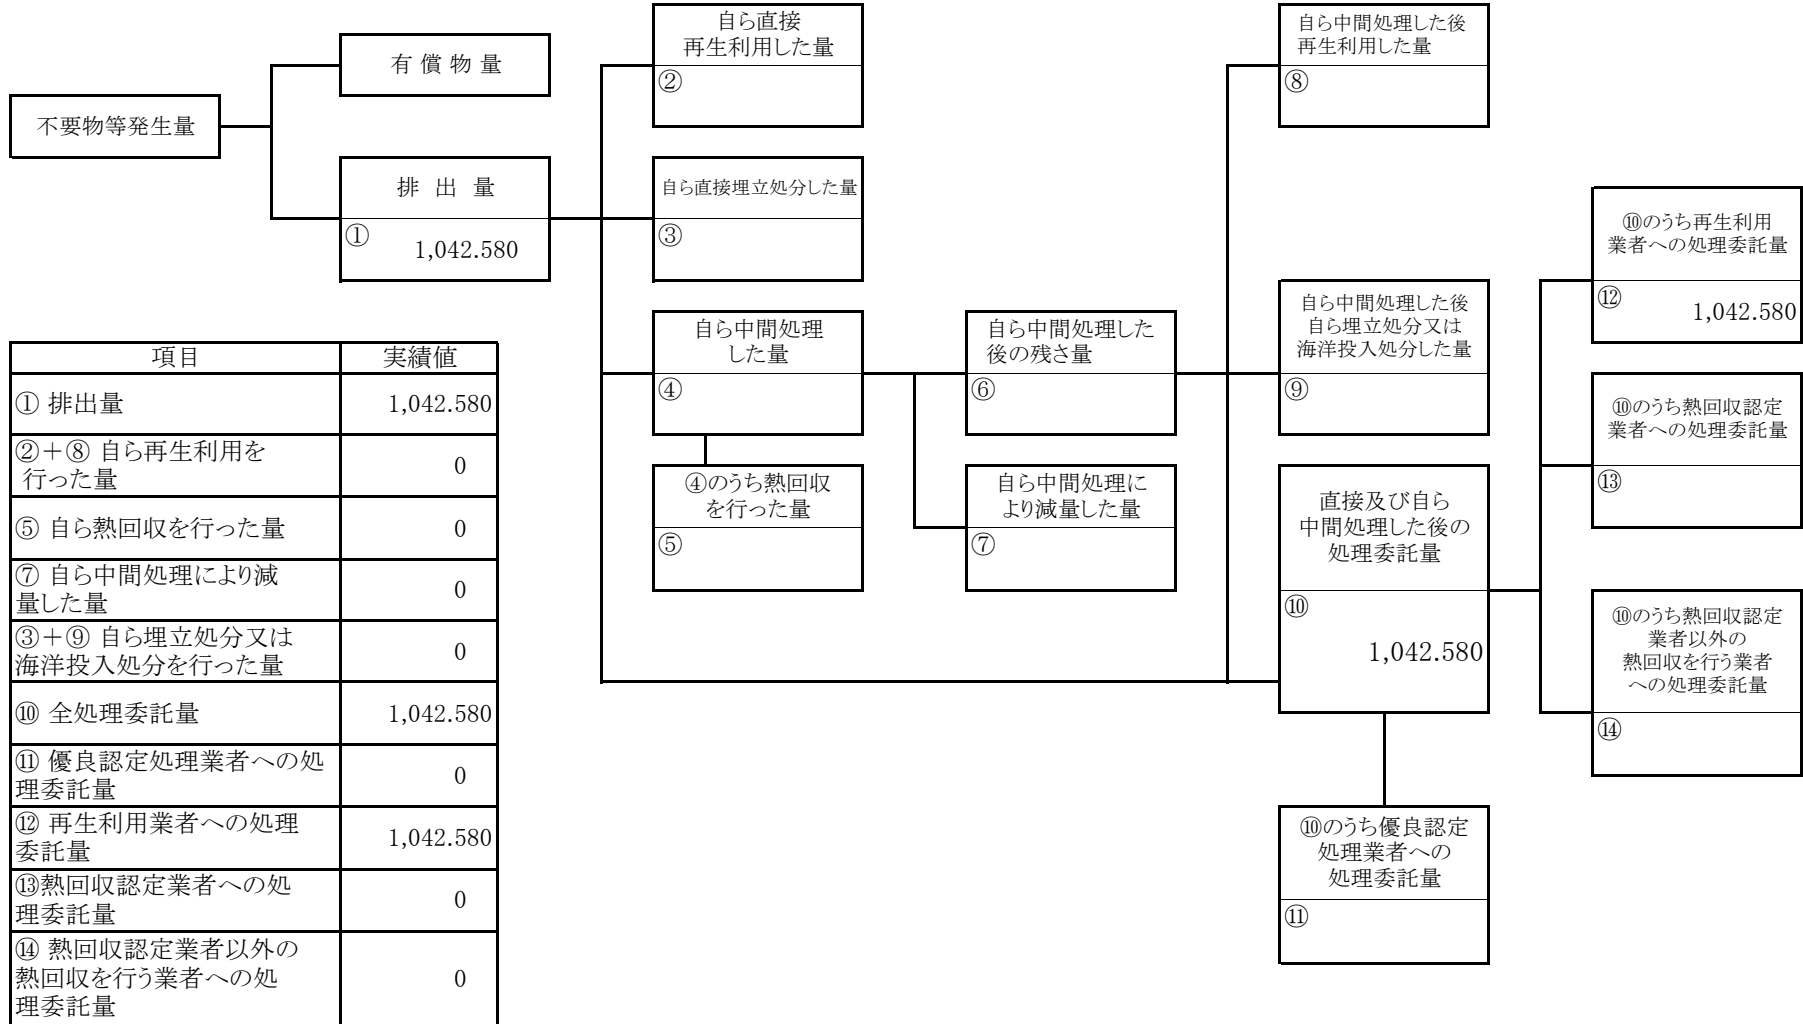 自ら直接
再生利用した量
②
自ら中間処理した後
再生利用した量
⑧
有 償 物 量
不要物等発生量
排 出 量
① 1,042.580
自ら直接埋立処分した量
③
⑩のうち再生利用
業者への処理委託量
⑫ 1,042.580
自ら中間処理
した量
④
自ら中間処理した
後の残さ量
⑥
自ら中間処理した後
自ら埋立処分又は
海洋投入処分した量
⑨
⑩のうち熱回収認定
業者への処理委託量
⑬
④のうち熱回収
を行った量
⑤
自ら中間処理に
より減量した量
⑦
直接及び自ら
中間処理した後の
処理委託量
⑩
1,042.580
⑩のうち熱回収認定
業者以外の
熱回収を行う業者
への処理委託量
⑭
⑩のうち優良認定
処理業者への
処理委託量
⑪
項目 実績値
① 排出量 1,042.580
②＋⑧ 自ら再生利用を
行った量 0
⑤ 自ら熱回収を行った量 0
⑦ 自ら中間処理により減
量した量 0
③＋⑨ 自ら埋立処分又は
海洋投入処分を行った量 0
⑩ 全処理委託量 1,042.580
⑪ 優良認定処理業者への処
理委託量 0
⑫ 再生利用業者への処理
委託量 1,042.580
⑬熱回収認定業者への処
理委託量 0
⑭ 熱回収認定業者以外の
熱回収を行う業者への処 0
理委託量